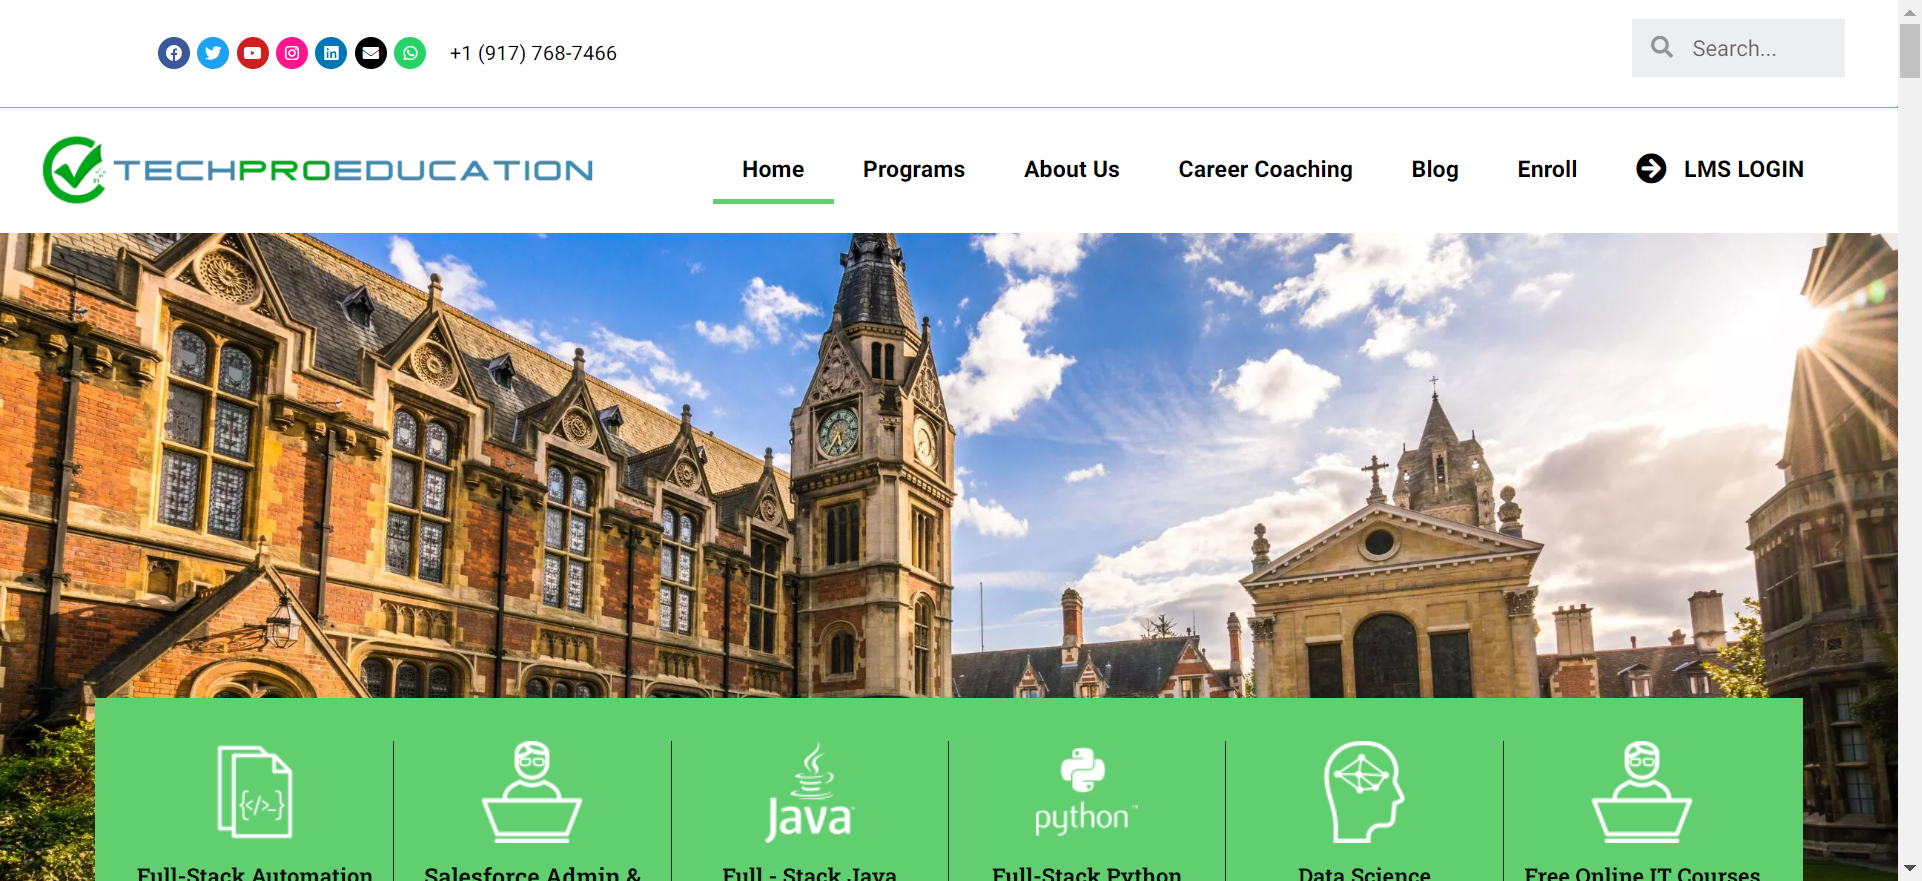 +1 (917) 768-7466
Search...
TECHPROEDUCATION
Home Programs About Us Career Coaching Blog Enroll LMS LOGIN
{</>_}
Java
python™
Full-Stack Automation
Salesforce Admin &
Full - Stack Java
Full-Stack Python
Data Science
Free Online IT Courses